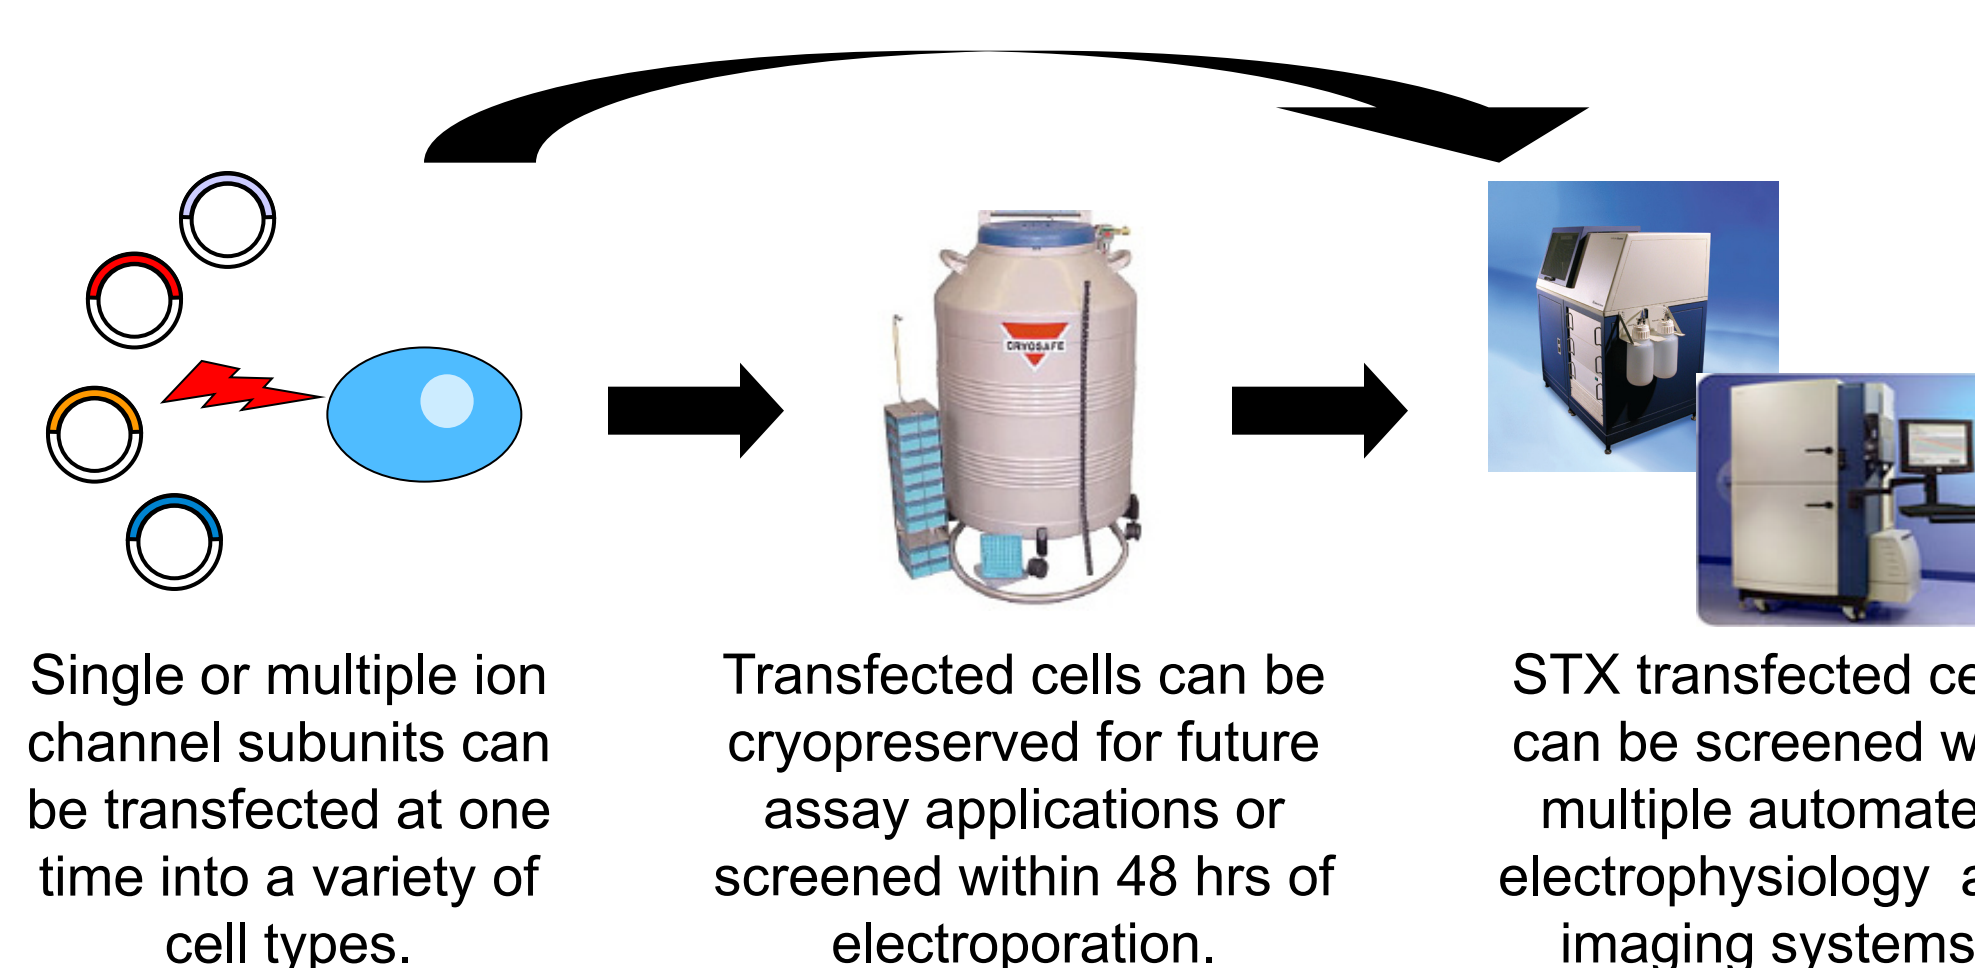 CRYOSAFE
Single or multiple ion
channel subunits can
be transfected at one
time into a variety of
cell types.
Transfected cells can be
cryopreserved for future
assay applications or
screened within 48 hrs of
electroporation.
STX transfected
can be screened
multiple
electrophysiology
imaging systems